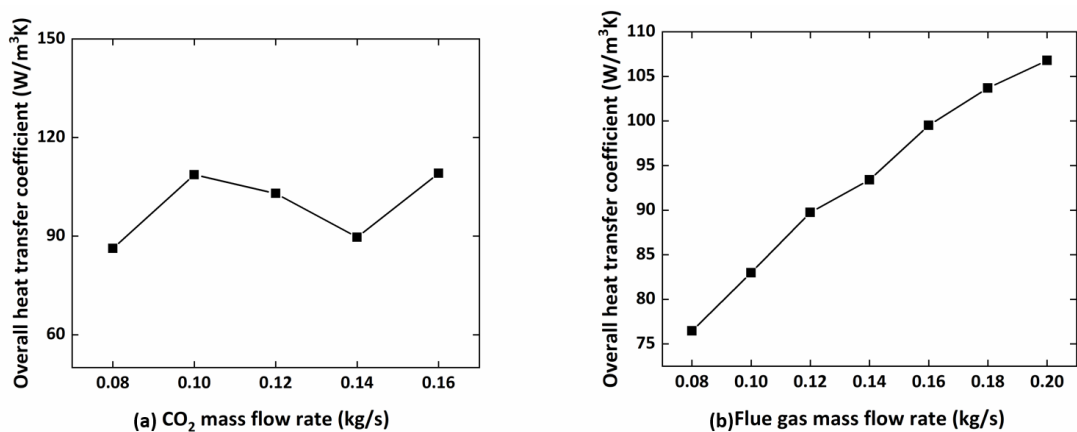 Overall heat transfer coefficient (W/m³K)
150
120
90
60
0.08 0.10 0.12 0.14 0.16
(a) CO₂ mass flow rate (kg/s)
Overall heat transfer coefficient (W/m³K)
110
105
100
95
90
85
80
75
0.08 0.10 0.12 0.14 0.16 0.18 0.20
(b)Flue gas mass flow rate (kg/s)